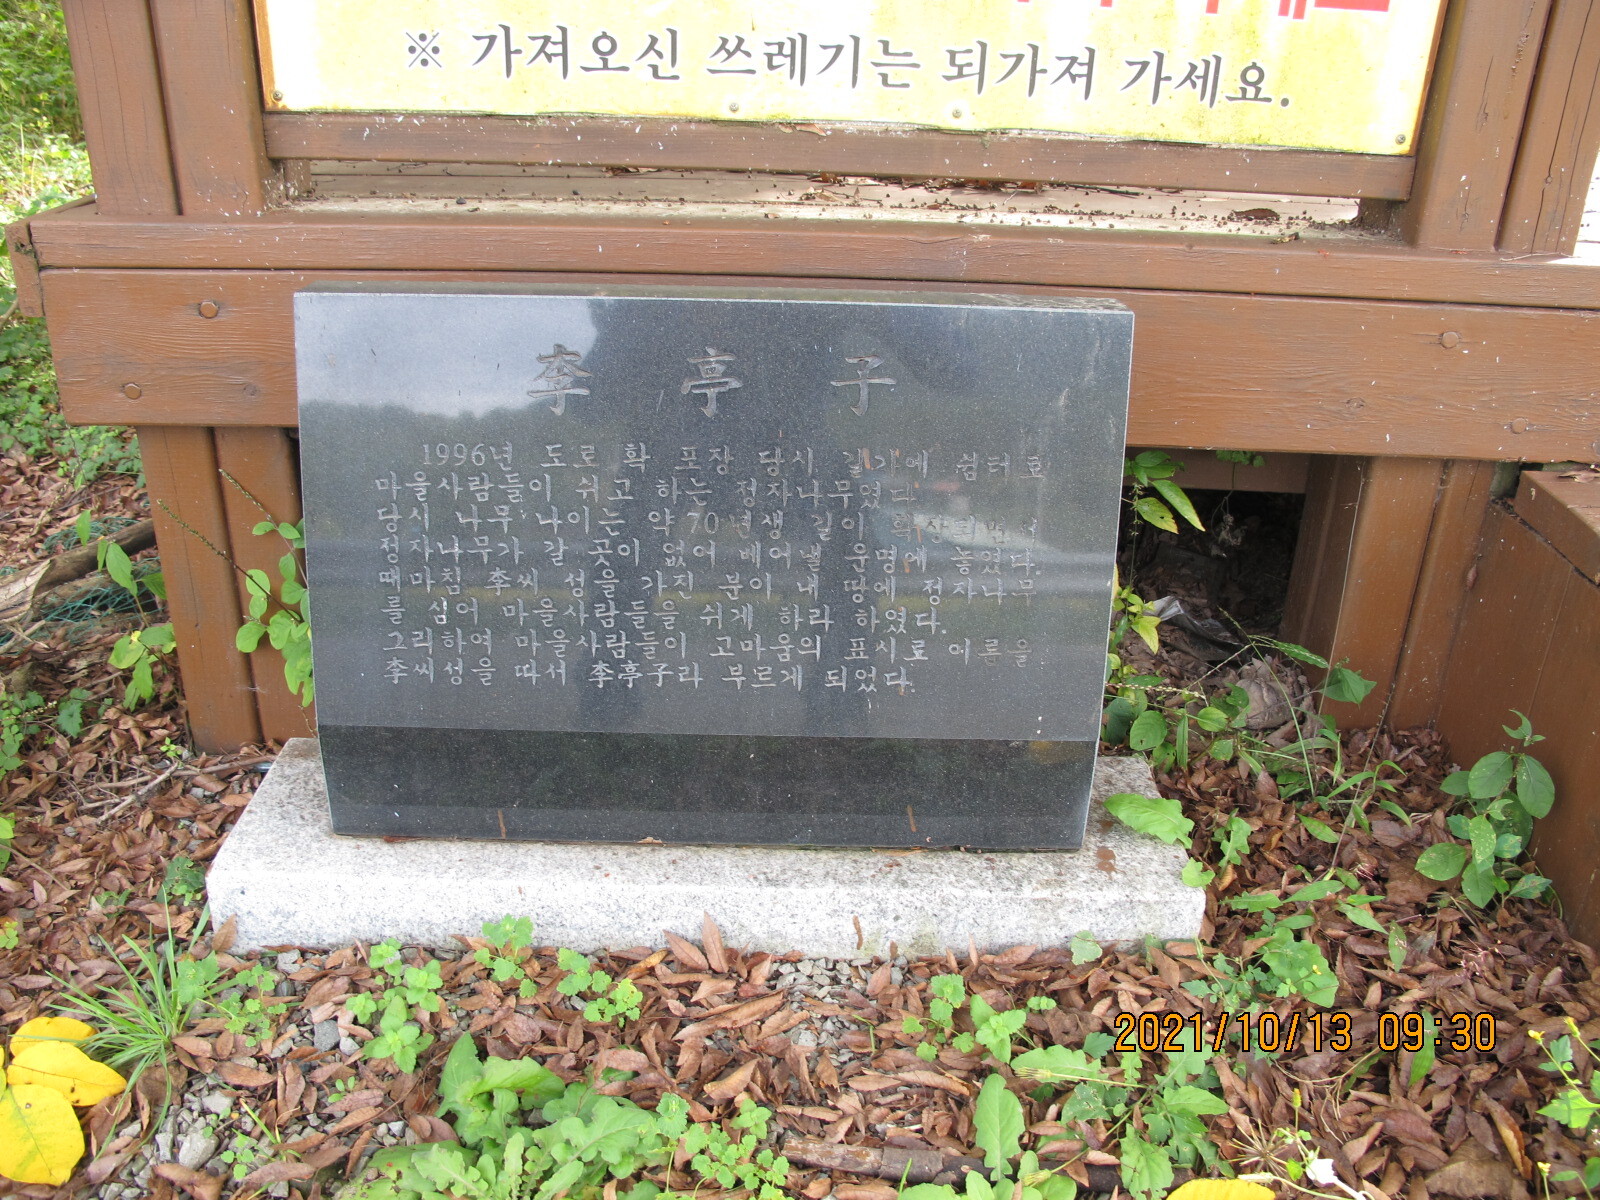 ※ 가져오신 쓰레기는 되가져 가세요.
李 亭 子
1996년 도로 확 포장 당시 길가에 쉼터로
마을사람들이 쉬고 하는 정자나무였다
당시 나무 나이는 약70년생 길이 확장되면서
정자나무가 갈 곳이 없어 베어낼 운명에 놓였다.
때마침 李씨 성을 가진 분이 내 땅에 정자나무
를 심어 마을사람들을 쉬게 하라 하였다.
그리하여 마을사람들이 고마움의 표시로 이름을
李씨성을 따서 李亭子라 부르게 되었다.
2021/10/13 09:30